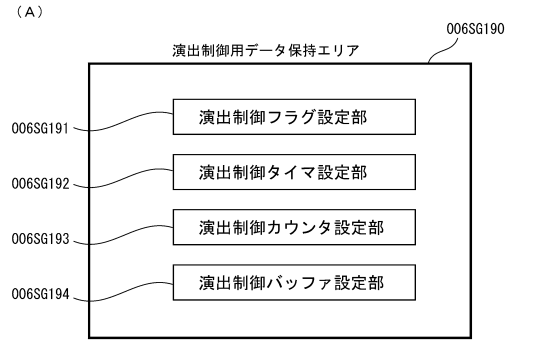 （A）
006SG190
演出制御用データ保持エリア
006SG191
演出制御フラグ設定部
006SG192
演出制御タイマ設定部
006SG193
演出制御カウンタ設定部
006SG194
演出制御バッファ設定部